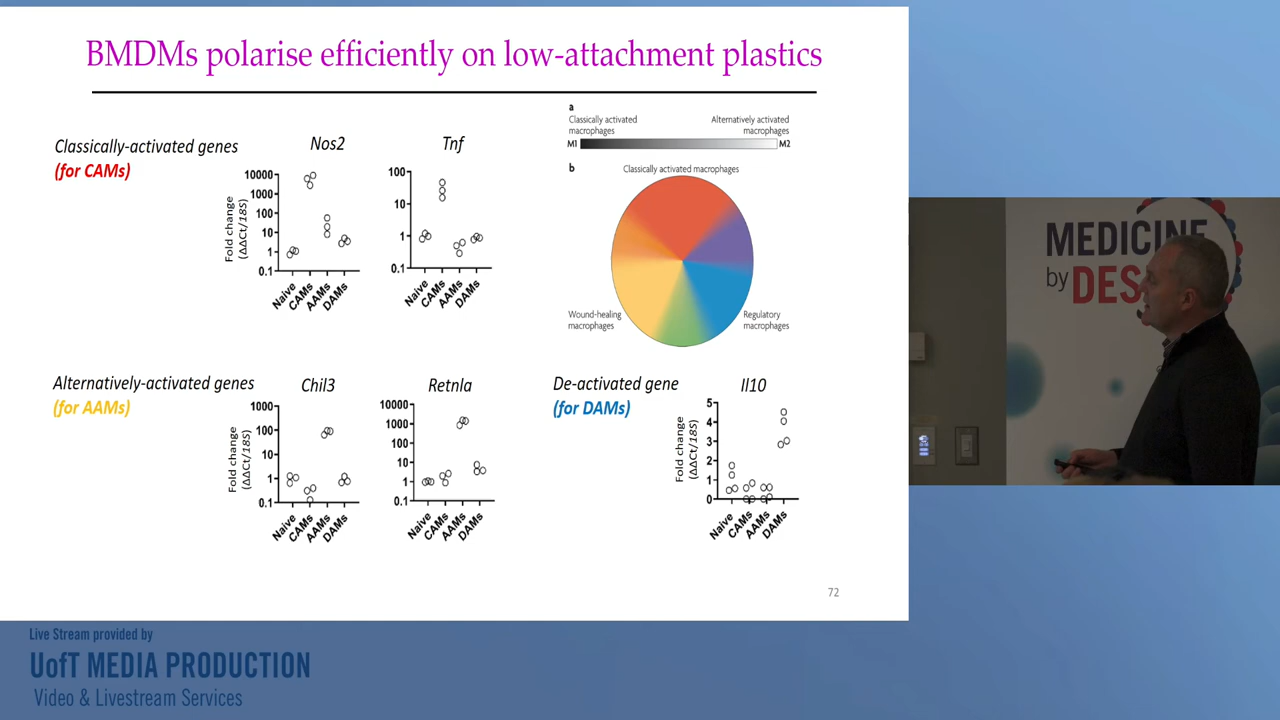 BMDMs polarise efficiently on low-attachment plastics
Classically-activated genes
(for CAMs)
Nos2
Fold change
(ΔΔCt/18S)
10000
1000
100
10
1
0.1
Naive
CAMs
AAMs
DAMs
Tnf
100
10
1
0.1
Naive
CAMs
AAMs
DAMs
a
Classically activated
macrophages
Alternatively activated
macrophages
M1
M2
b
Classically activated macrophages
Wound-healing
macrophages
Regulatory
macrophages
Alternatively-activated genes
(for AAMs)
Chil3
Fold change
(ΔΔCt/18S)
1000
100
10
1
0.1
Naive
CAMs
AAMs
DAMs
Retnla
10000
1000
100
10
1
0.1
Naive
CAMs
AAMs
DAMs
De-activated gene
(for DAMs)
Il10
Fold change
(ΔΔCt/18S)
5
4
3
2
1
0
Naive
CAMs
AAMs
DAMs
72
MEDICINE
by DES
Live Stream provided by
UofT MEDIA PRODUCTION
Video & Livestream Services